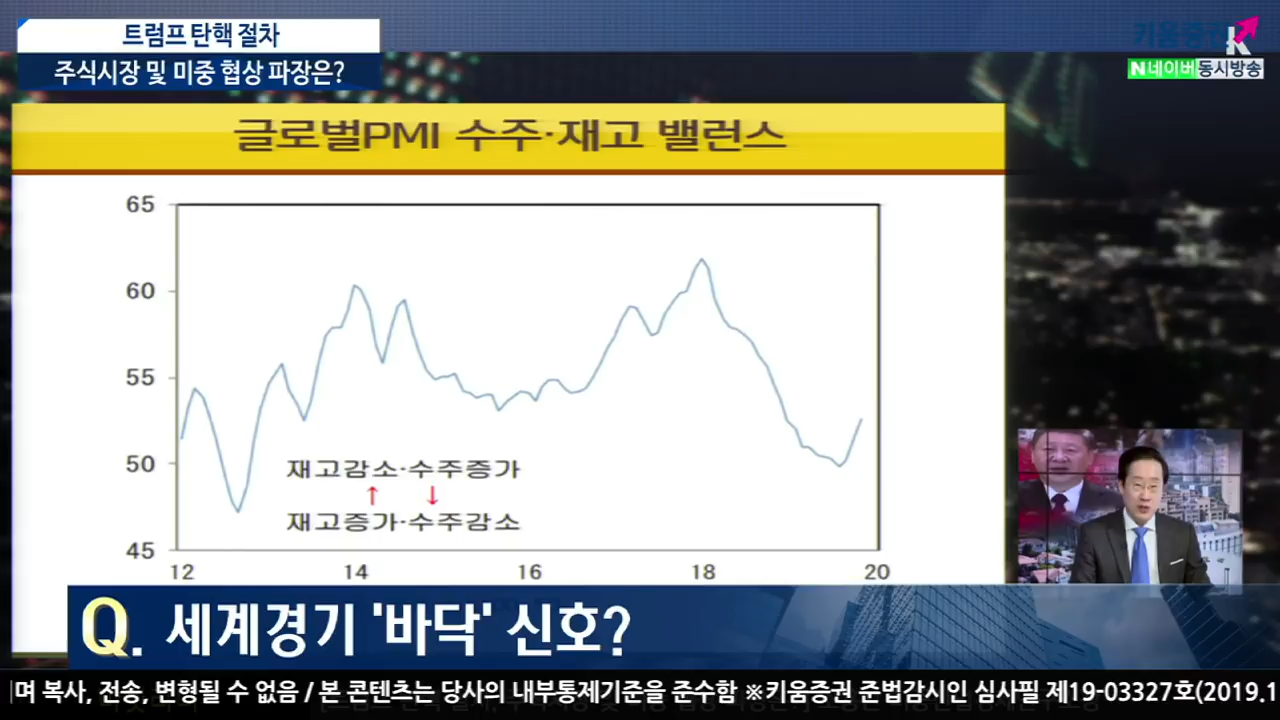 트럼프 탄핵 절차
주식시장 및 미중 협상 파장은?
키움증권
N 네이버 동시방송
글로벌PMI 수주·재고 밸런스
65
60
55
50
45
재고감소·수주증가
↑ ↓
재고증가·수주감소
12 14 16 18 20
Q. 세계경기 '바닥' 신호?
며 복사, 전송, 변형될 수 없음 / 본 콘텐츠는 당사의 내부통제기준을 준수함 ※키움증권 준법감시인 심사필 제19-03327호(2019.1